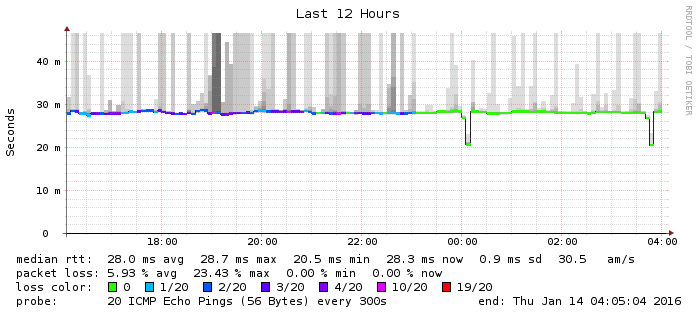 Last 12 Hours
RRDTOOL / TOBI OETIKER
Seconds
40 m
30 m
20 m
10 m
0
18:00 20:00 22:00 00:00 02:00 04:00
median rtt: 28.0 ms avg 28.7 ms max 20.5 ms min 28.3 ms now 0.9 ms sd 30.5 am/s
packet loss: 5.93 % avg 23.43 % max 0.00 % min 0.00 % now
loss color: 0 1/20 2/20 3/20 4/20 10/20 19/20
probe: 20 ICMP Echo Pings (56 Bytes) every 300s end: Thu Jan 14 04:05:04 2016